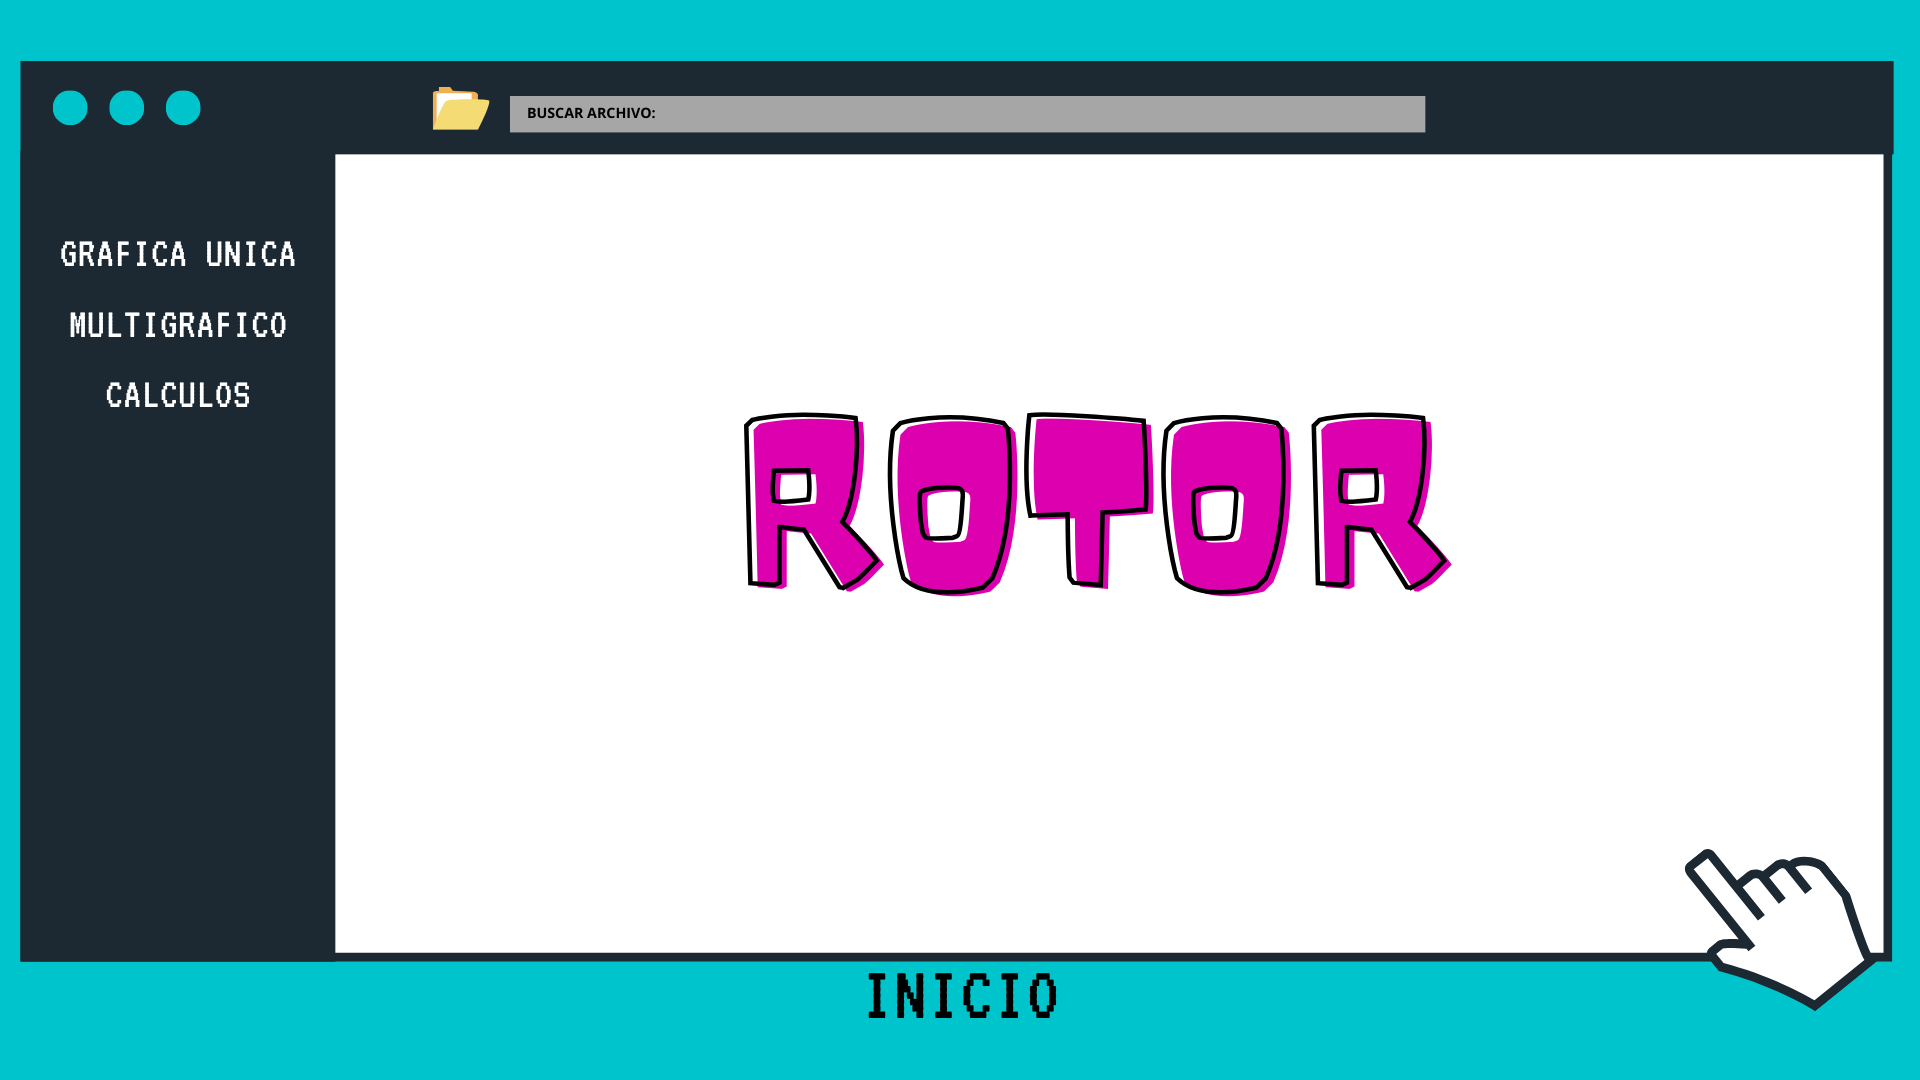 BUSCAR ARCHIVO:
GRAFICA UNICA
MULTIGRAFICO
CALCULOS
ROTOR
INICIO